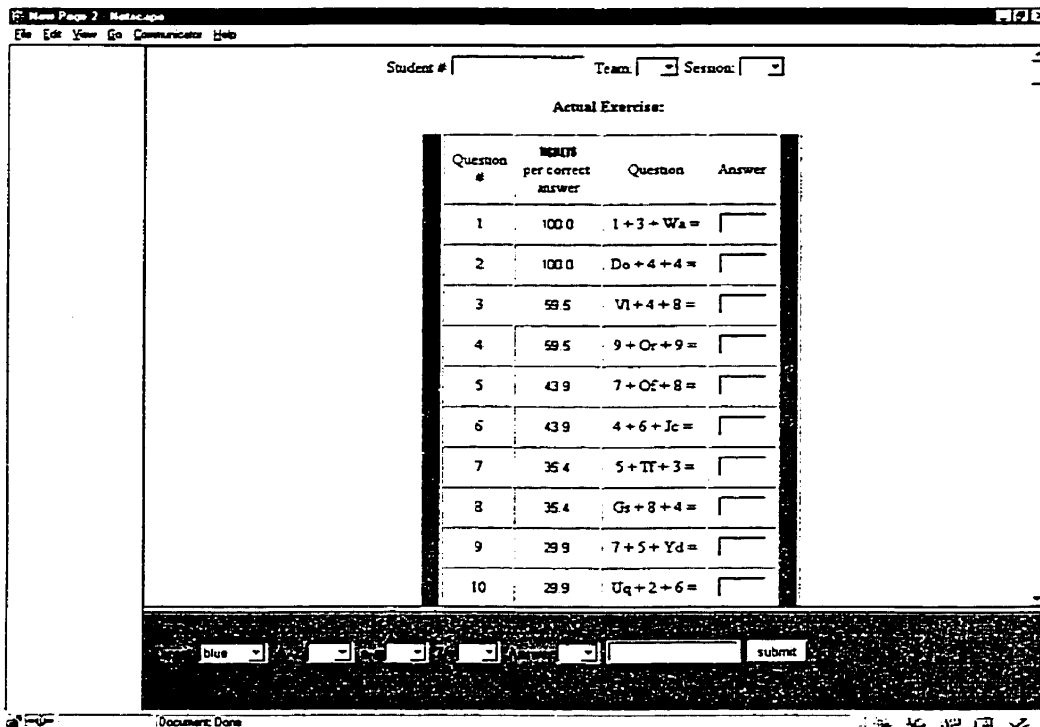 New Page 2 - Netscape
File Edit View Go Communicator Help
Student # Team: Session:
Actual Exercise:
Question # RESULTS per correct answer Question Answer
1 100.0 1 + 3 + Wa =
2 100.0 Do + 4 + 4 =
3 59.5 Vl + 4 + 8 =
4 59.5 9 + Or + 9 =
5 43.9 7 + Of + 8 =
6 43.9 4 + 6 + Jc =
7 35.4 5 + Tf + 3 =
8 35.4 Gs + 8 + 4 =
9 29.9 7 + 5 + Yd =
10 29.9 Uq + 2 + 6 =
blue submit
Document: Done